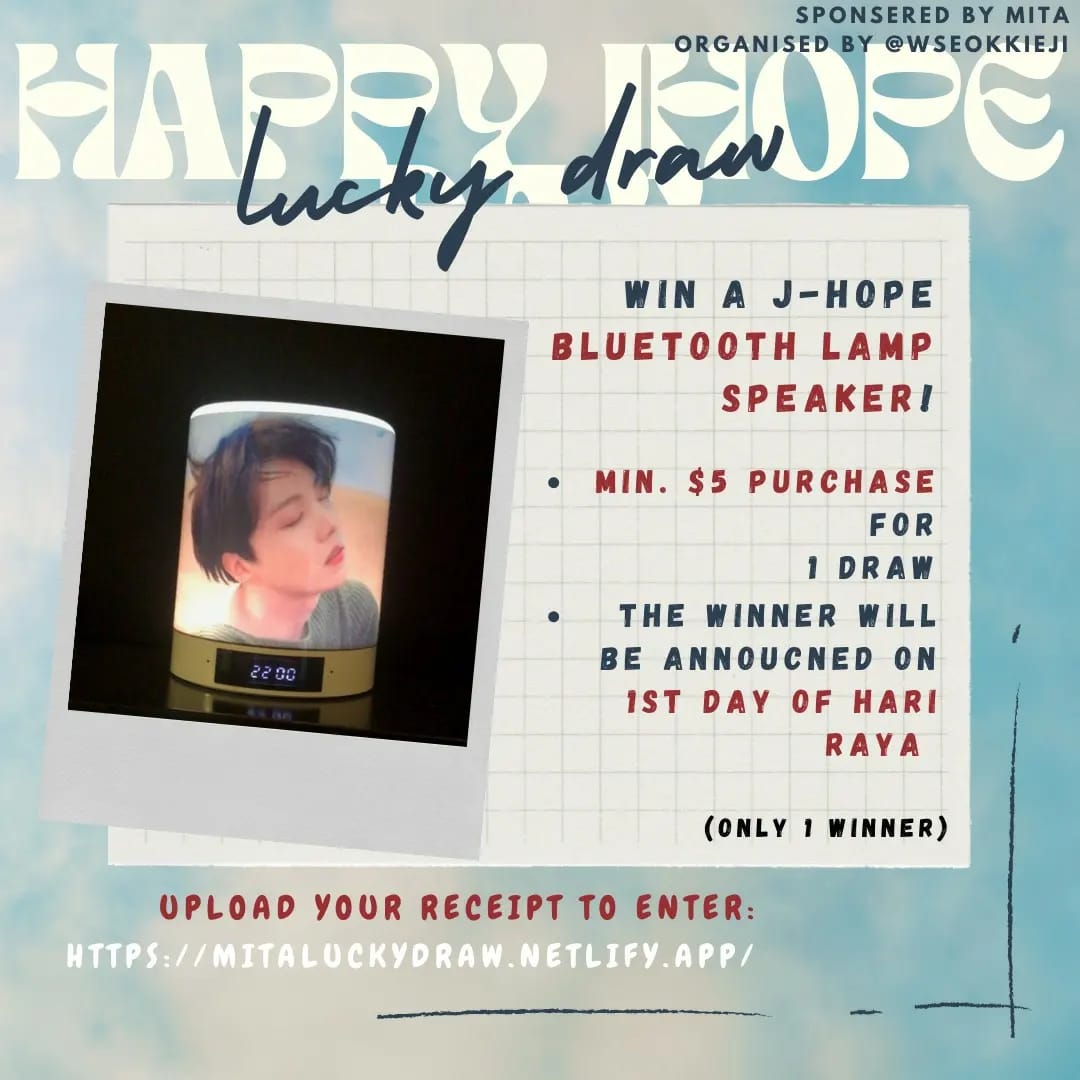 SPONSERED BY MITA
ORGANISED BY @WSEOKKIEJI
HAPPY JHOPE
lucky draw
WIN A J-HOPE
BLUETOOTH LAMP
SPEAKER!
• MIN. $5 PURCHASE
FOR
1 DRAW
• THE WINNER WILL
BE ANNOUCNED ON
1ST DAY OF HARI
RAYA
(ONLY 1 WINNER)
22:00
UPLOAD YOUR RECEIPT TO ENTER:
HTTPS://MITALUCKYDRAW.NETLIFY.APP/